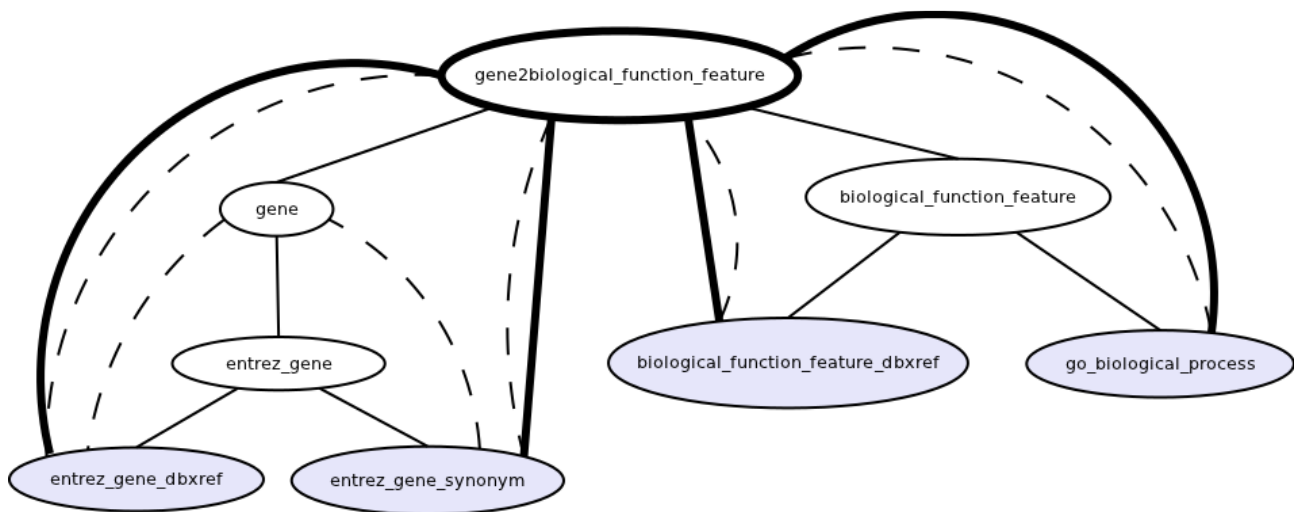 gene2biological_function_feature
gene
biological_function_feature
entrez_gene
biological_function_feature_dbxref
go_biological_process
entrez_gene_dbxref
entrez_gene_synonym